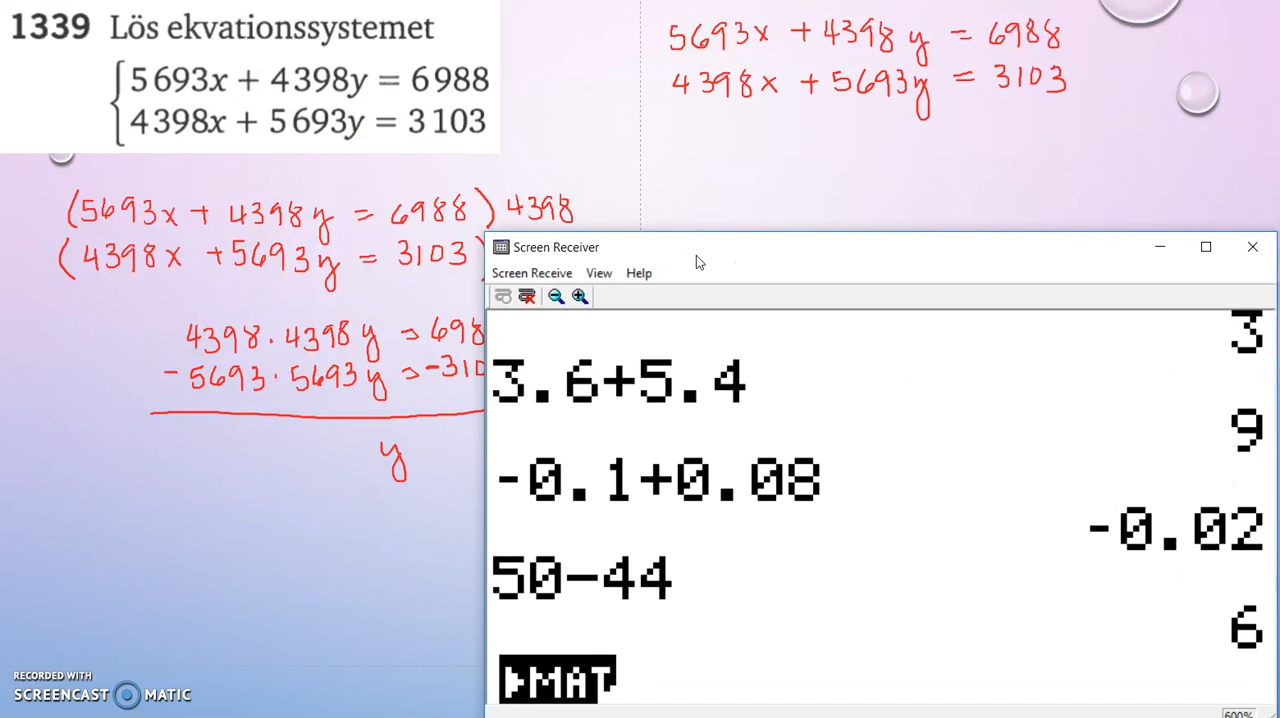 1339 Lös ekvationssystemet
5693x + 4398y = 6988
4398x + 5693y = 3103
5693x + 4398y = 6988
4398x + 5693y = 3103
(5693x + 4398y = 6988) 4398
(4398x + 5693y = 3103)
4398 · 4398y = 698
- 5693 · 5693y = -310
y
Screen Receiver
Screen Receive View Help
3
3.6+5.4
9
-0.1+0.08
-0.02
50-44
6
▶MAT
600%
RECORDED WITH
SCREENCAST MATIC